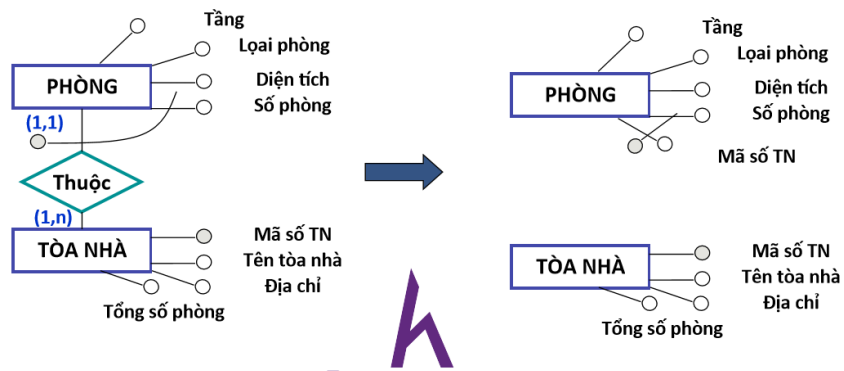 Tầng
Lọai phòng
PHÒNG
Diện tích
Số phòng
(1,1)
Thuộc
(1,n)
TÒA NHÀ
Mã số TN
Tên tòa nhà
Địa chỉ
Tổng số phòng
Tầng
Lọai phòng
PHÒNG
Diện tích
Số phòng
Mã số TN
TÒA NHÀ
Mã số TN
Tên tòa nhà
Địa chỉ
Tổng số phòng